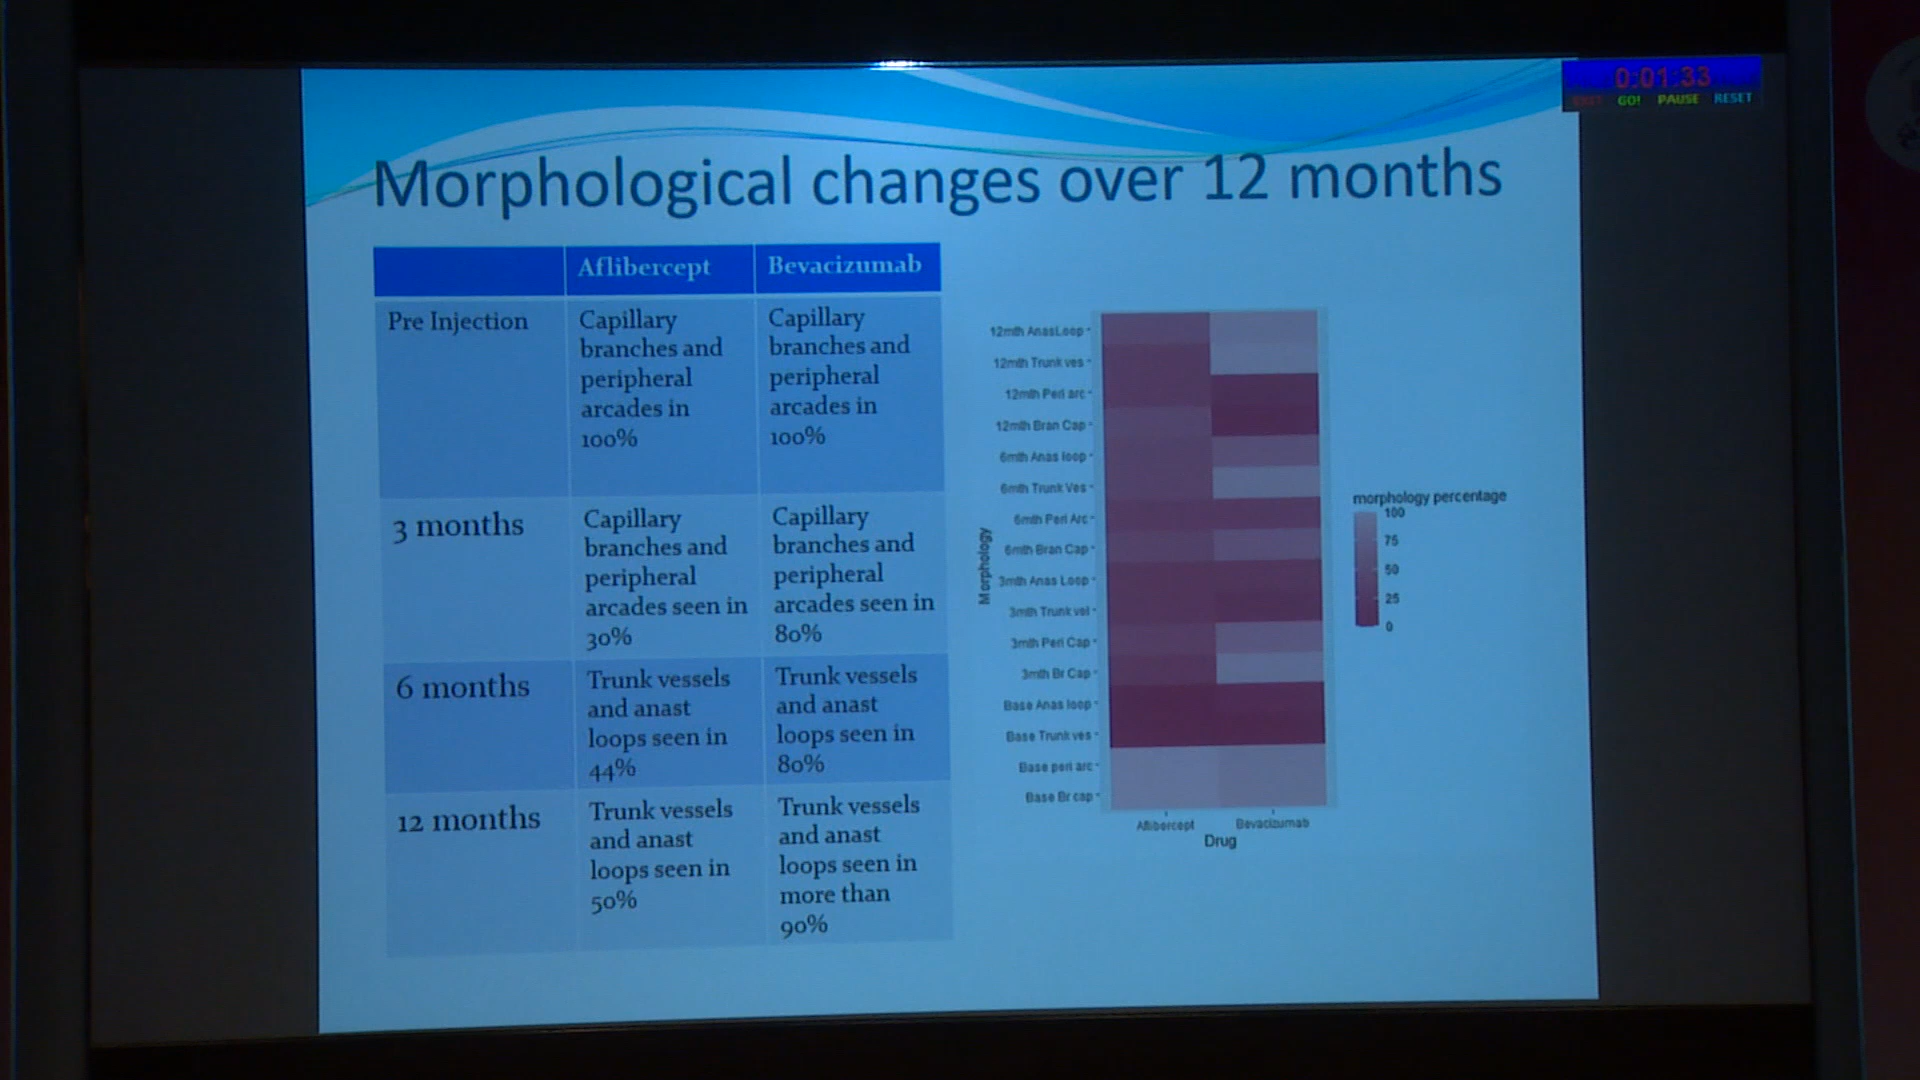 0:01:33
EXIT GO! PAUSE RESET
Morphological changes over 12 months
Aflibercept Bevacizumab
Pre Injection
Capillary
branches and
peripheral
arcades in
100%
Capillary
branches and
peripheral
arcades in
100%
3 months
Capillary
branches and
peripheral
arcades seen in
30%
Capillary
branches and
peripheral
arcades seen in
80%
6 months
Trunk vessels
and anast
loops seen in
44%
Trunk vessels
and anast
loops seen in
80%
12 months
Trunk vessels
and anast
loops seen in
50%
Trunk vessels
and anast
loops seen in
more than
90%
Morphology
12mth AnasLoop
12mth Trunk ves
12mth Peri arc
12mth Bran Cap
6mth Anas loop
6mth Trunk Ves
6mth Peri Arc
6mth Bran Cap
3mth Anas Loop
3mth Trunk vel
3mth Peri Cap
3mth Br Cap
Base Anas loop
Base Trunk ves
Base peri arc
Base Br cap
Aflibercept Bevacizumab
Drug
morphology percentage
100
75
50
25
0